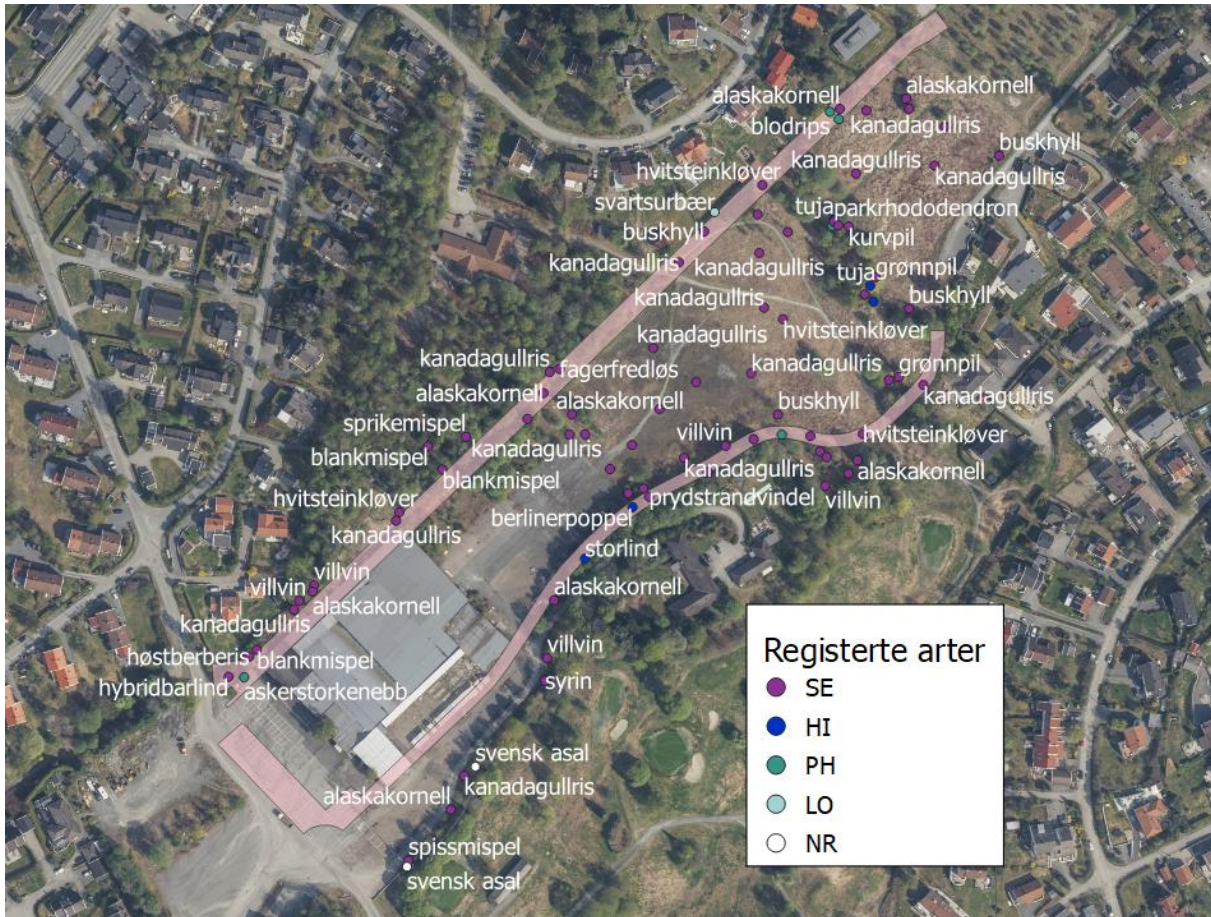 alaskakornell
alaskakornell
blodrips
kanadagullris
buskhyll
kanadagullris
kanadagullris
hvitsteinkløver
svartsurbær
tujaparkrhododendron
buskhyll
kurvpil
kanadagullris
kanadagullris
tuja
grønnpil
kanadagullris
buskhyll
hvitsteinkløver
kanadagullris
kanadagullris
fagerfredløs
kanadagullris
grønnpil
alaskakornell
alaskakornell
kanadagullris
sprikemispel
buskhyll
blankmispel
kanadagullris
villvin
hvitsteinkløver
blankmispel
kanadagullris
alaskakornell
hvitsteinkløver
prydstrandvindel
villvin
kanadagullris
berlinerpoppel
storlind
villvin
villvin
alaskakornell
alaskakornell
kanadagullris
høstberberis
blankmispel
villvin
hybridbarlind
askerstorkenebb
syrin
svensk asal
alaskakornell
kanadagullris
spissmispel
svensk asal
Registerte arter
SE
HI
PH
LO
NR